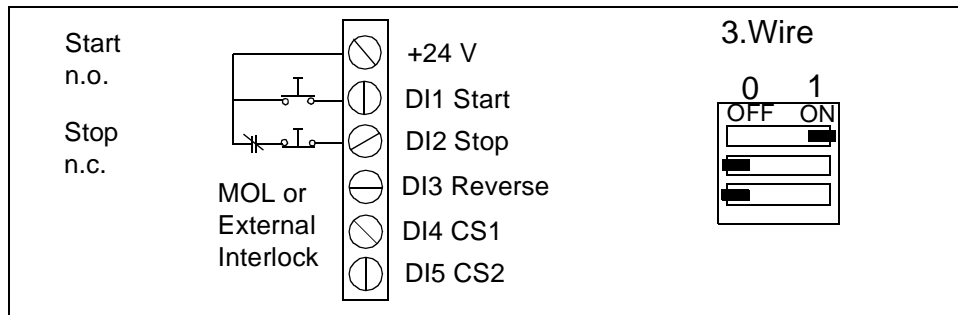 Start
n.o.
Stop
n.c.
MOL or
External
Interlock
+24 V
DI1 Start
DI2 Stop
DI3 Reverse
DI4 CS1
DI5 CS2
3.Wire
0 1
OFF ON